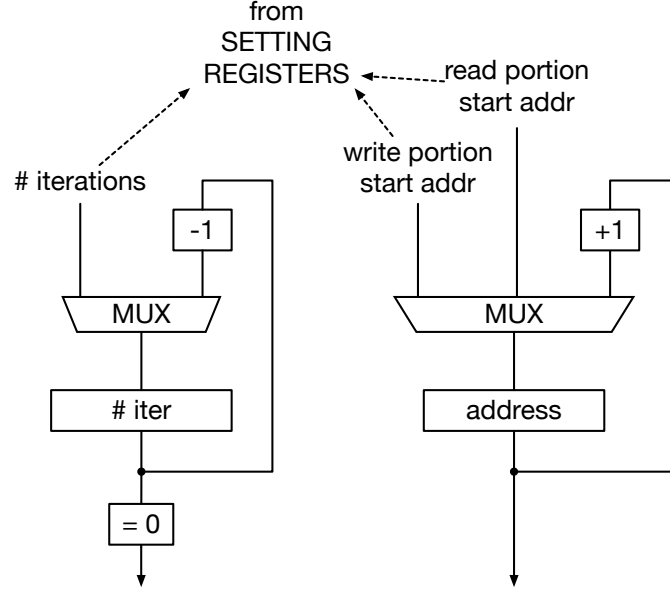 from
SETTING
REGISTERS
read portion
start addr
write portion
start addr
# iterations
-1
+1
MUX
MUX
# iter
address
= 0